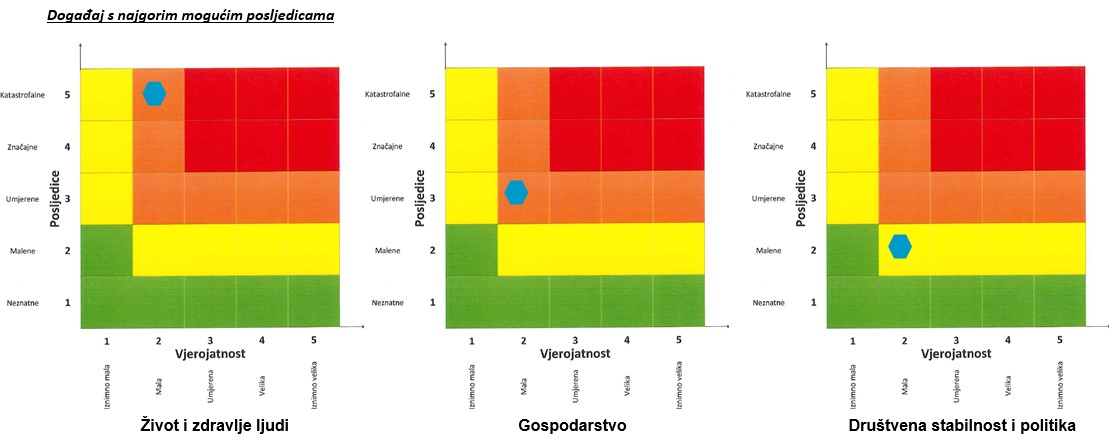 Događaj s najgorim mogućim posljedicama
Katastrofalne 5
Značajne 4
Umjerene 3
Malene 2
Neznatne 1
Posljedice
1 2 3 4 5
Vjerojatnost
Iznimno mala
Mala
Umjerena
Velika
Iznimno velika
Život i zdravlje ljudi
Katastrofalne 5
Značajne 4
Umjerene 3
Malene 2
Neznatne 1
Posljedice
1 2 3 4 5
Vjerojatnost
Iznimno mala
Mala
Umjerena
Velika
Iznimno velika
Gospodarstvo
Katastrofalne 5
Značajne 4
Umjerene 3
Malene 2
Neznatne 1
Posljedice
1 2 3 4 5
Vjerojatnost
Iznimno mala
Mala
Umjerena
Velika
Iznimno velika
Društvena stabilnost i politika